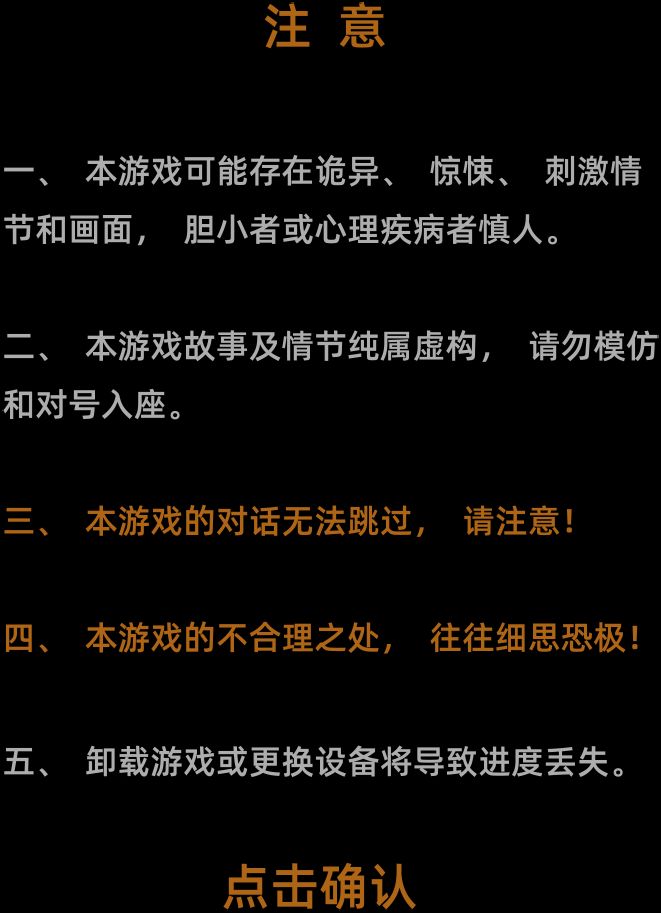 注 意
一、 本游戏可能存在诡异、 惊悚、 刺激情
节和画面， 胆小者或心理疾病者慎人。
二、 本游戏故事及情节纯属虚构， 请勿模仿
和对号入座。
三、 本游戏的对话无法跳过， 请注意！
四、 本游戏的不合理之处， 往往细思恐极！
五、 卸载游戏或更换设备将导致进度丢失。
点击确认